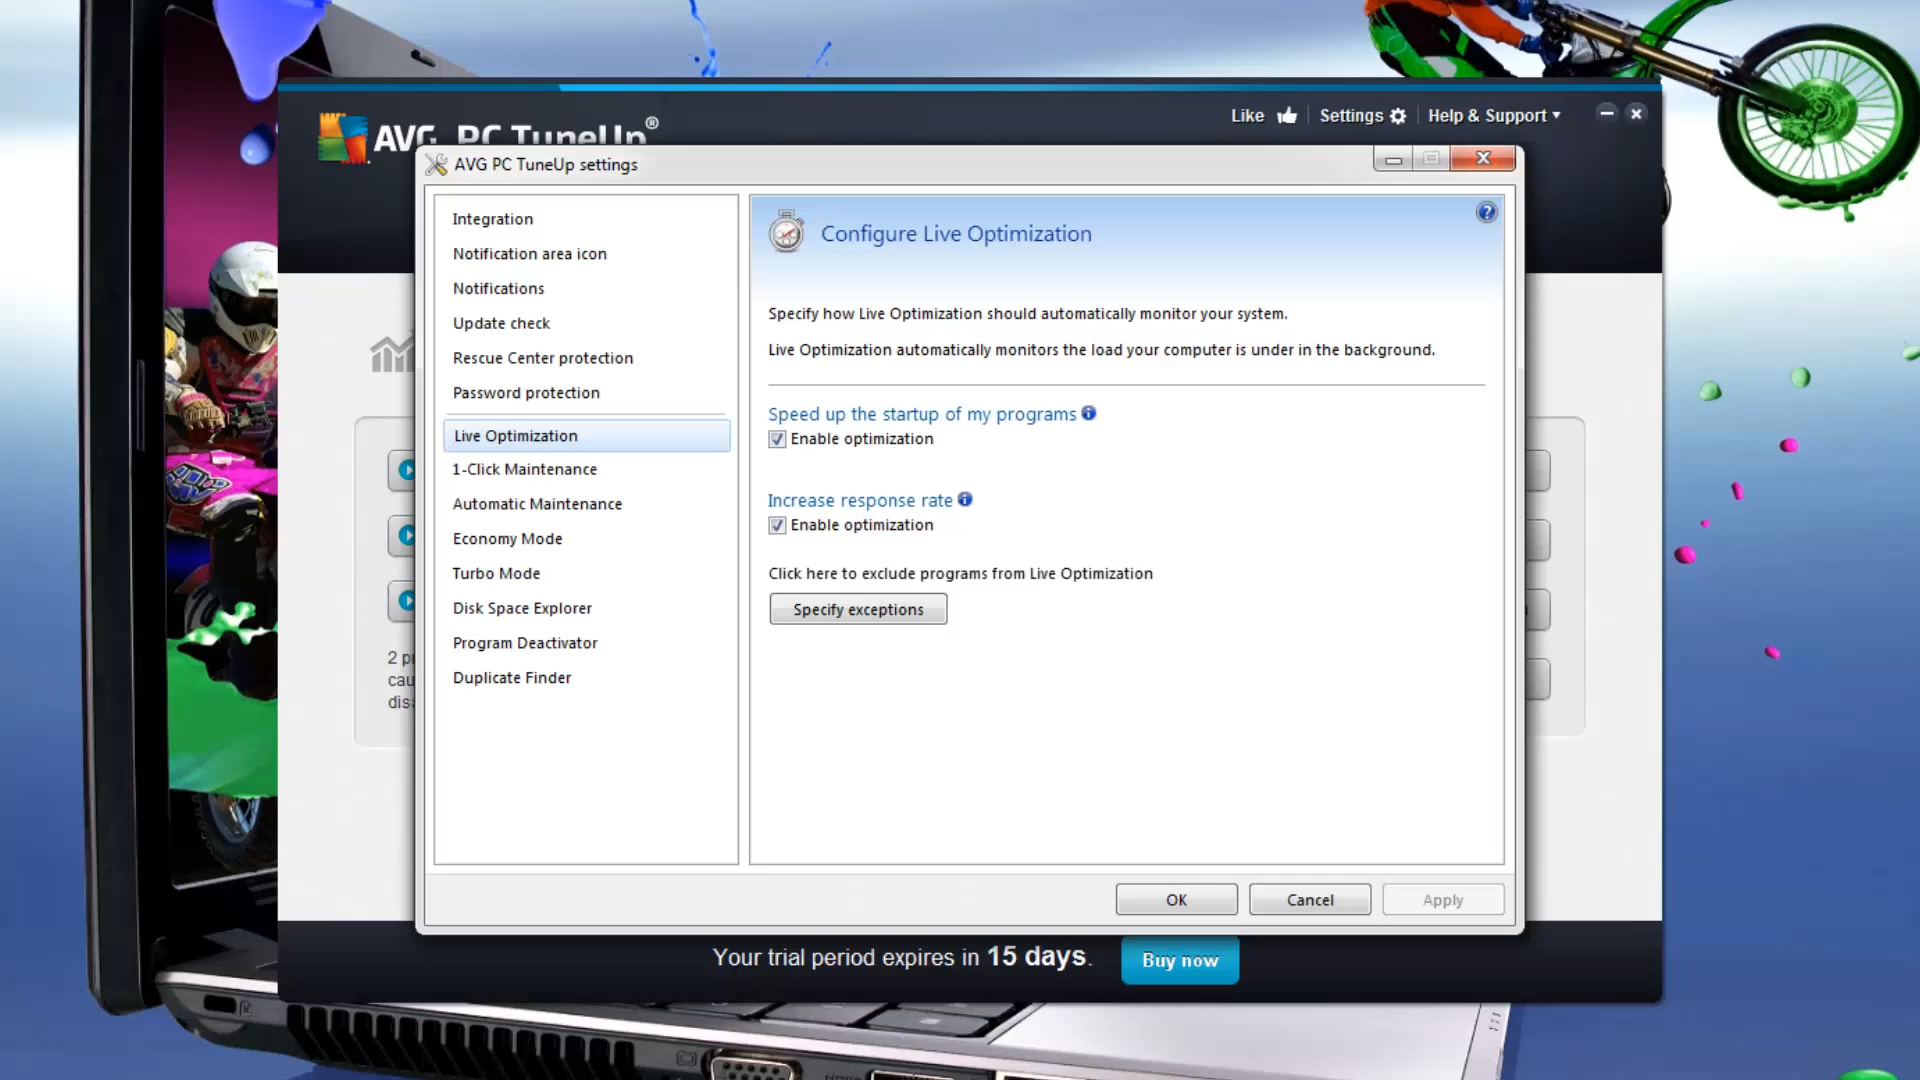 Like
Settings
Help & Support
AVG PC TuneUp®
AVG PC TuneUp settings
Integration
Notification area icon
Notifications
Update check
Rescue Center protection
Password protection
Live Optimization
1-Click Maintenance
Automatic Maintenance
Economy Mode
Turbo Mode
Disk Space Explorer
Program Deactivator
Duplicate Finder
Configure Live Optimization
Specify how Live Optimization should automatically monitor your system.
Live Optimization automatically monitors the load your computer is under in the background.
Speed up the startup of my programs
Enable optimization
Increase response rate
Enable optimization
Click here to exclude programs from Live Optimization
Specify exceptions
2
OK
Cancel
Apply
Your trial period expires in 15 days.
Buy now